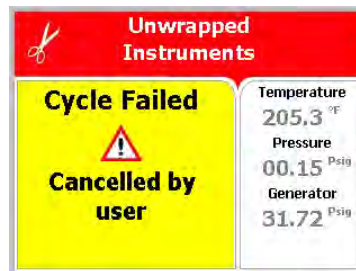 Unwrapped
Instruments
Cycle Failed
Cancelled by
user
Temperature
205.3 °F
Pressure
00.15 Psig
Generator
31.72 Psig